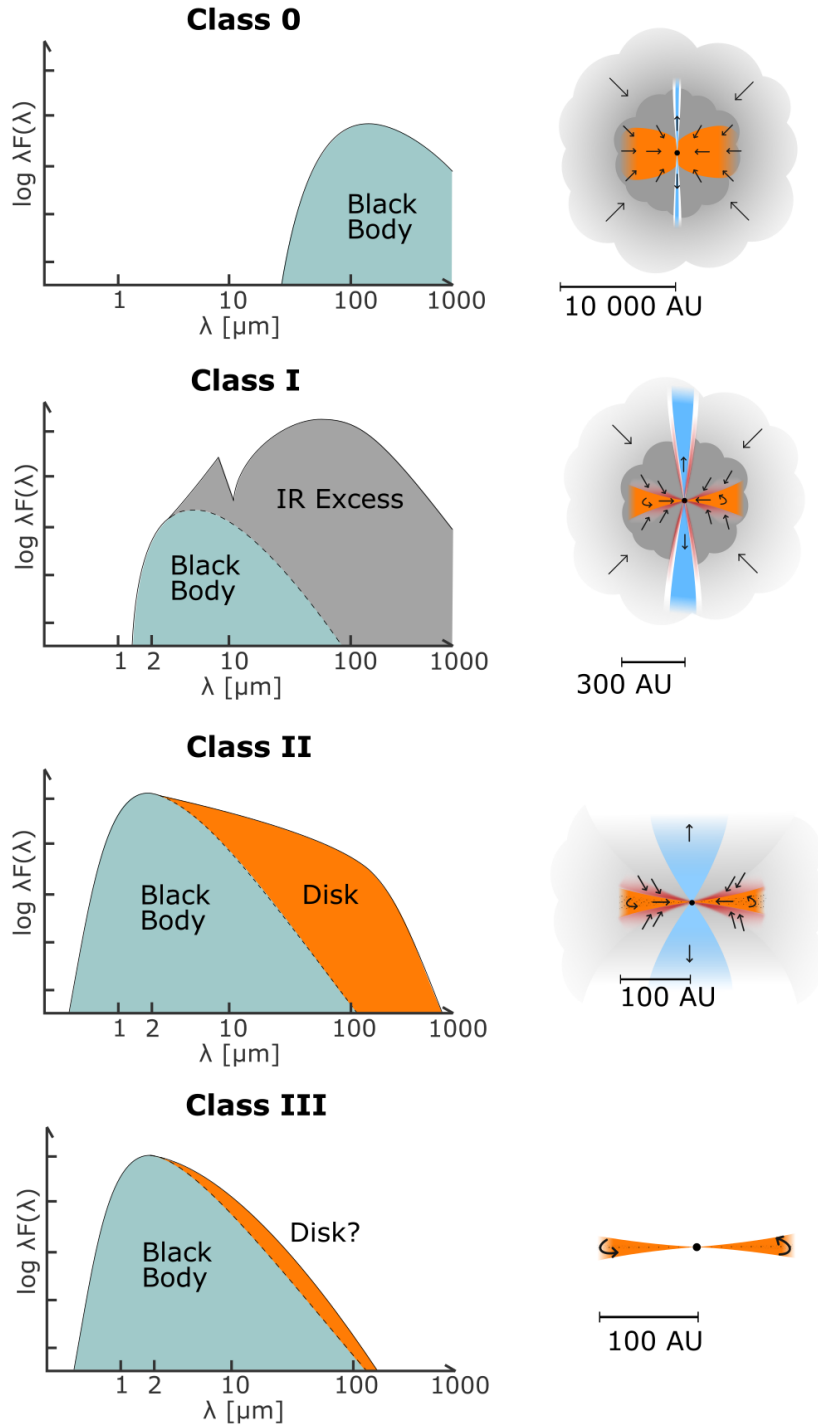 Class 0
log λF(λ)
Black
Body
1 10 100 1000
λ [µm]
10 000 AU
Class I
log λF(λ)
IR Excess
Black
Body
1 2 10 100 1000
λ [µm]
300 AU
Class II
log λF(λ)
Black
Body
Disk
1 2 10 100 1000
λ [µm]
100 AU
Class III
log λF(λ)
Black
Body
Disk?
1 2 10 100 1000
λ [µm]
100 AU